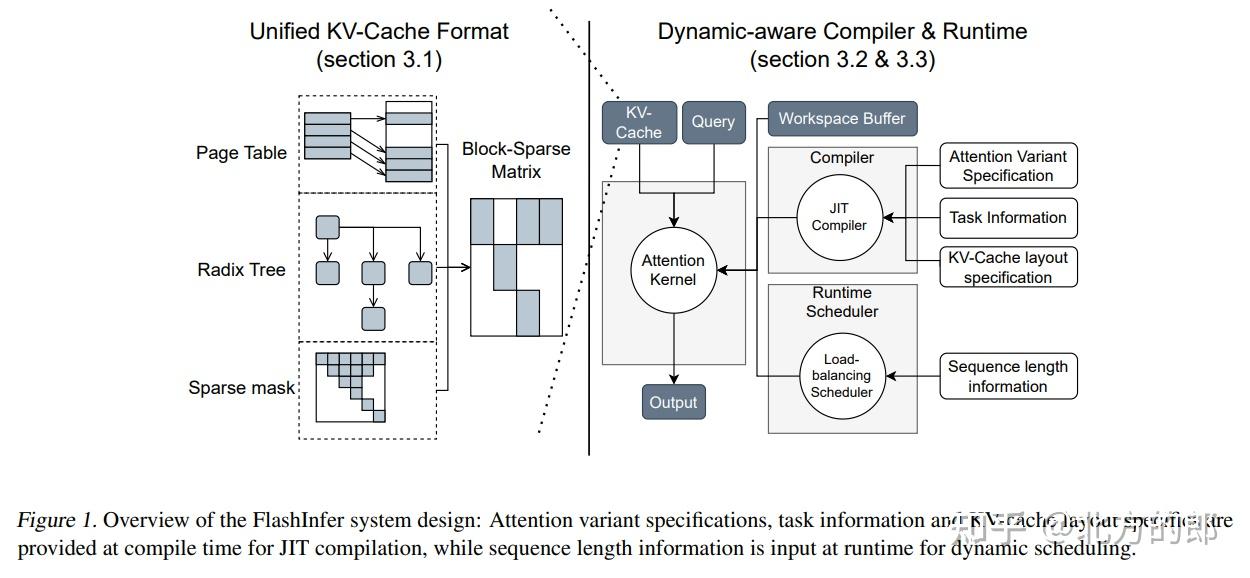 Unified KV-Cache Format
(section 3.1)
Page Table
Radix Tree
Sparse mask
Block-Sparse
Matrix
Dynamic-aware Compiler & Runtime
(section 3.2 & 3.3)
KV-
Cache
Query
Workspace Buffer
Attention
Kernel
Output
Compiler
JIT
Compiler
Attention Variant
Specification
Task Information
KV-Cache layout
specification
Runtime
Scheduler
Load-
balancing
Scheduler
Sequence length
information
Figure 1. Overview of the FlashInfer system design: Attention variant specifications, task information and KV-cache layout specifics are
provided at compile time for JIT compilation, while sequence length information is input at runtime for dynamic scheduling.
知乎 @北方的郎